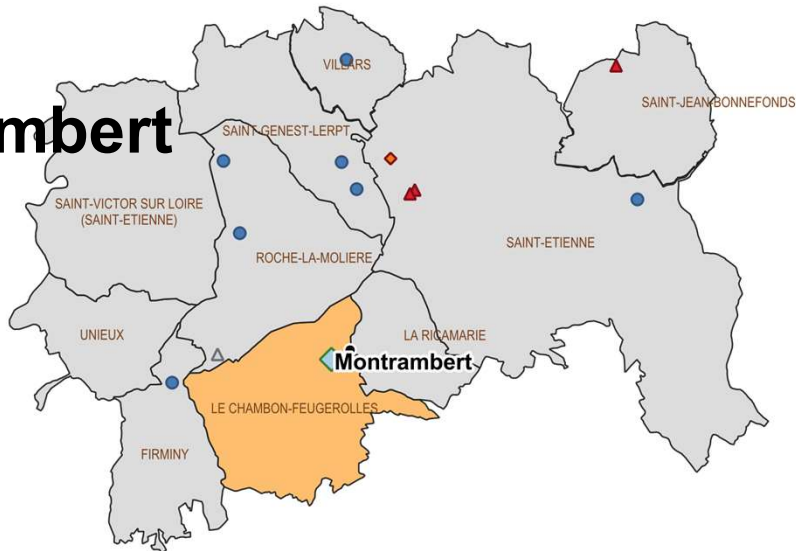 VILLARS
SAINT-JEAN-BONNEFONDS
mbert
SAINT-GENEST-LERPT
SAINT-VICTOR SUR LOIRE
(SAINT-ETIENNE)
SAINT-ETIENNE
ROCHE-LA-MOLIERE
UNIEUX
LA RICAMARIE
Montrambert
LE CHAMBON-FEUGEROLLES
FIRMINY